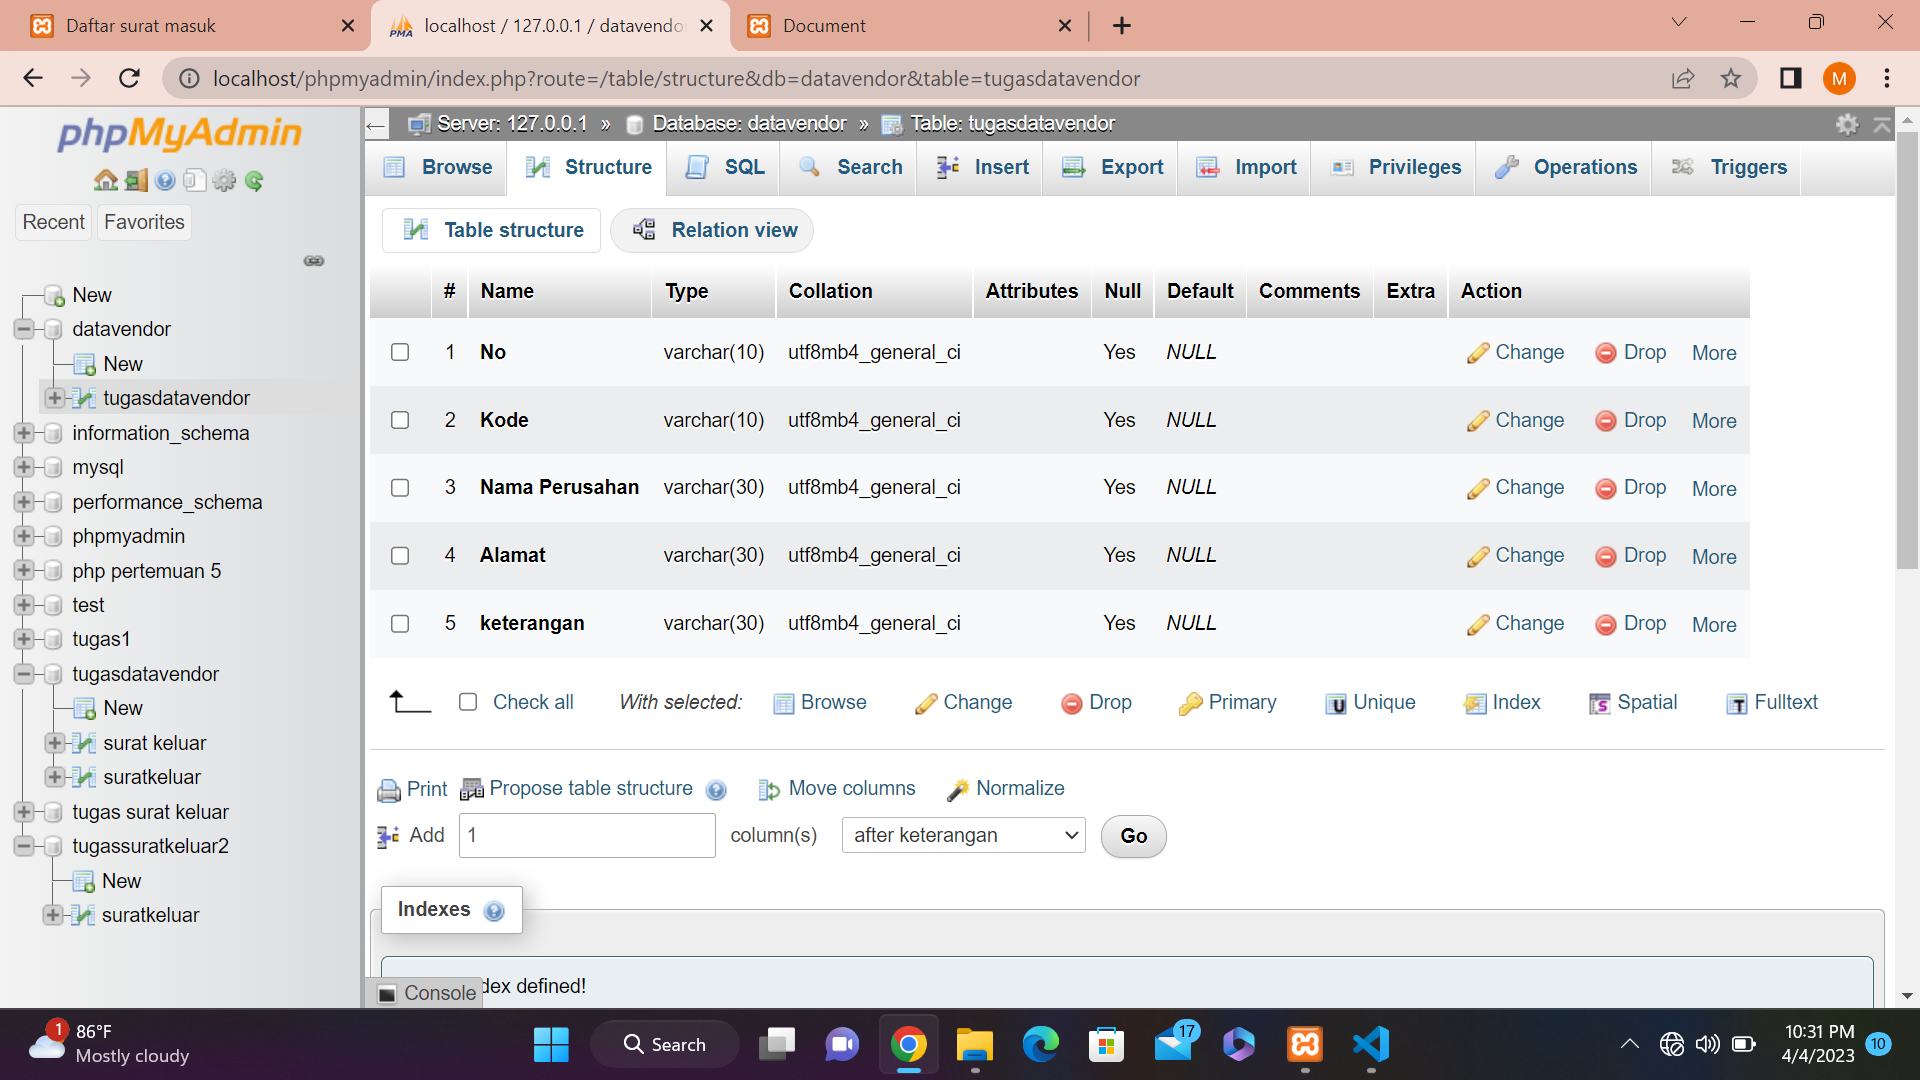 Daftar surat masuk
localhost / 127.0.0.1 / datavendo
Document
localhost/phpmyadmin/index.php?route=/table/structure&db=datavendor&table=tugasdatavendor
M
phpMyAdmin
Recent
Favorites
New
datavendor
New
tugasdatavendor
information_schema
mysql
performance_schema
phpmyadmin
php pertemuan 5
test
tugas1
tugasdatavendor
New
surat keluar
suratkeluar
tugas surat keluar
tugassuratkeluar2
New
suratkeluar
Server: 127.0.0.1 » Database: datavendor » Table: tugasdatavendor
Browse Structure SQL Search Insert Export Import Privileges Operations Triggers
Table structure Relation view
# Name Type Collation Attributes Null Default Comments Extra Action
1 No varchar(10) utf8mb4_general_ci Yes NULL Change Drop More
2 Kode varchar(10) utf8mb4_general_ci Yes NULL Change Drop More
3 Nama Perusahan varchar(30) utf8mb4_general_ci Yes NULL Change Drop More
4 Alamat varchar(30) utf8mb4_general_ci Yes NULL Change Drop More
5 keterangan varchar(30) utf8mb4_general_ci Yes NULL Change Drop More
Check all With selected: Browse Change Drop Primary Unique Index Spatial Fulltext
Print Propose table structure Move columns Normalize
Add 1 column(s) after keterangan Go
Indexes
dex defined!
Console
1
86°F
Mostly cloudy
Search
17
10:31 PM
4/4/2023
10